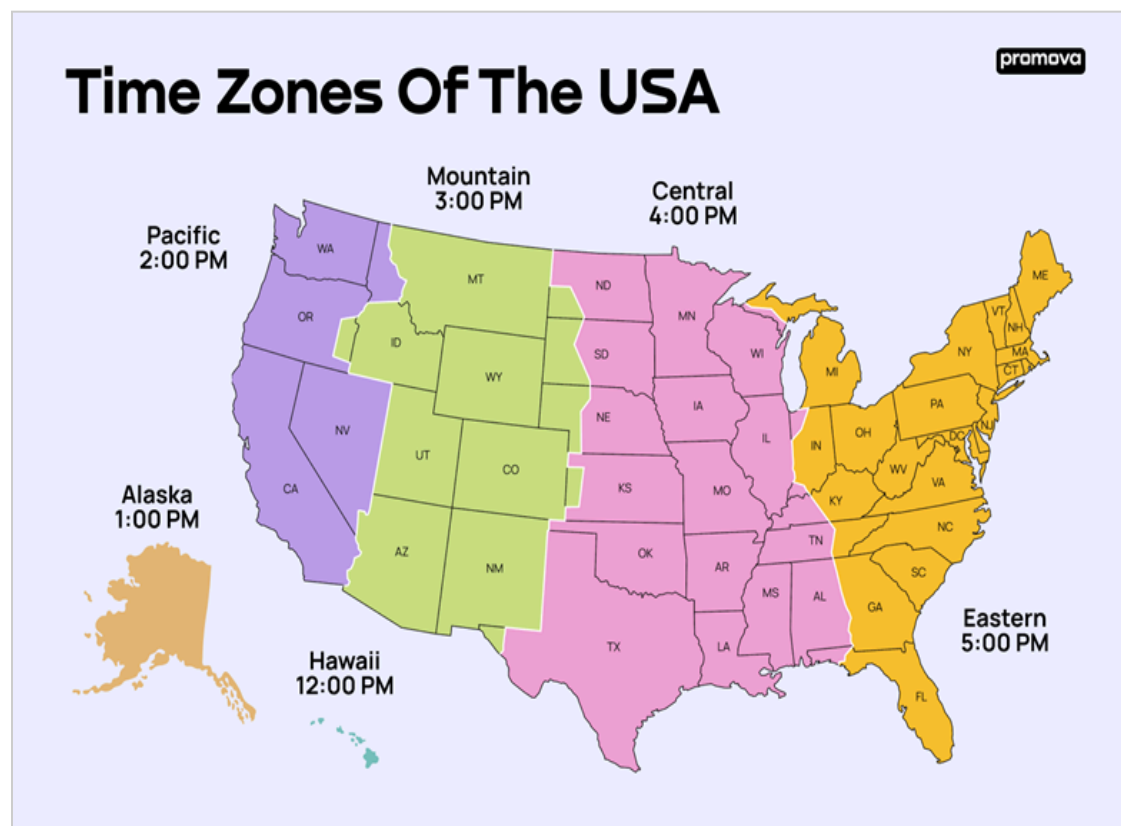 promova
Time Zones Of The USA
Mountain
3:00 PM
Central
4:00 PM
Pacific
2:00 PM
WA
MT
ND
ME
OR
ID
MN
VT
NH
SD
WI
NY
MA
WY
MI
CT
IA
PA
NE
NJ
NV
UT
CO
IL
IN
OH
DC
WV
CA
KS
MO
KY
VA
Alaska
1:00 PM
AZ
NM
OK
TN
NC
AR
MS
AL
SC
GA
Eastern
5:00 PM
TX
LA
Hawaii
12:00 PM
FL